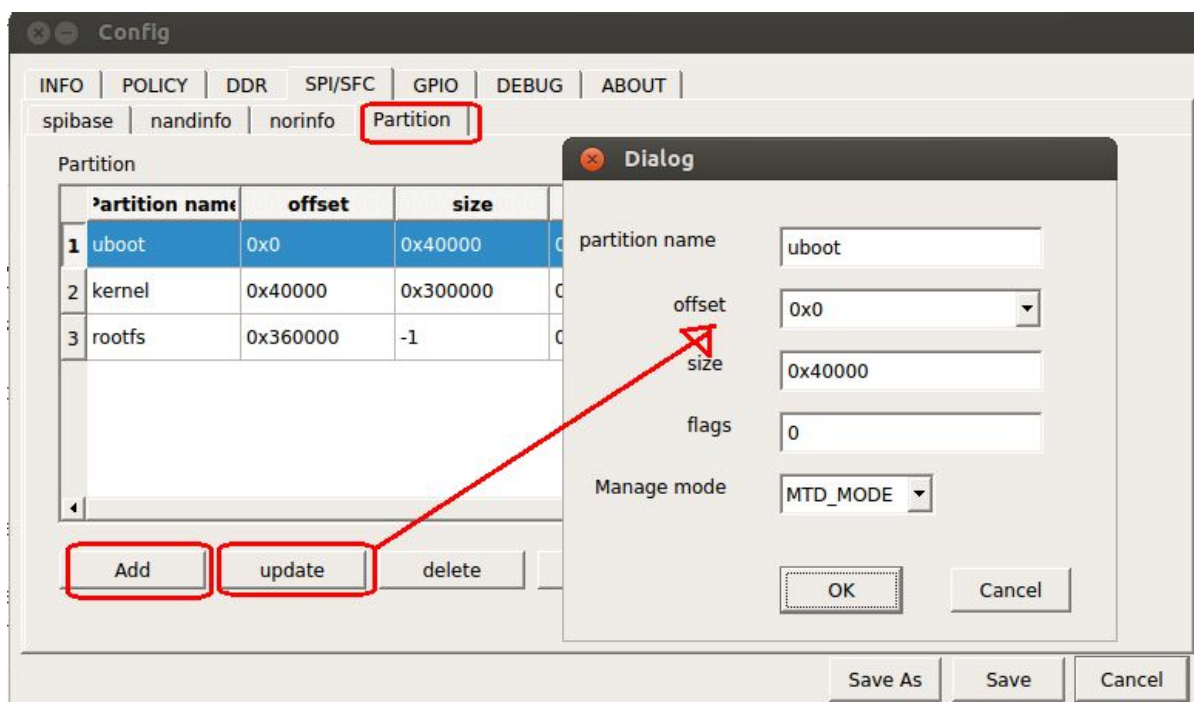 Config
INFO POLICY DDR SPI/SFC GPIO DEBUG ABOUT
spibase nandinfo norinfo Partition
Partition
Partition name offset size
1 uboot 0x0 0x40000
2 kernel 0x40000 0x300000
3 rootfs 0x360000 -1
Add update delete
Dialog
partition name uboot
offset 0x0
size 0x40000
flags 0
Manage mode MTD_MODE
OK Cancel
Save As Save Cancel